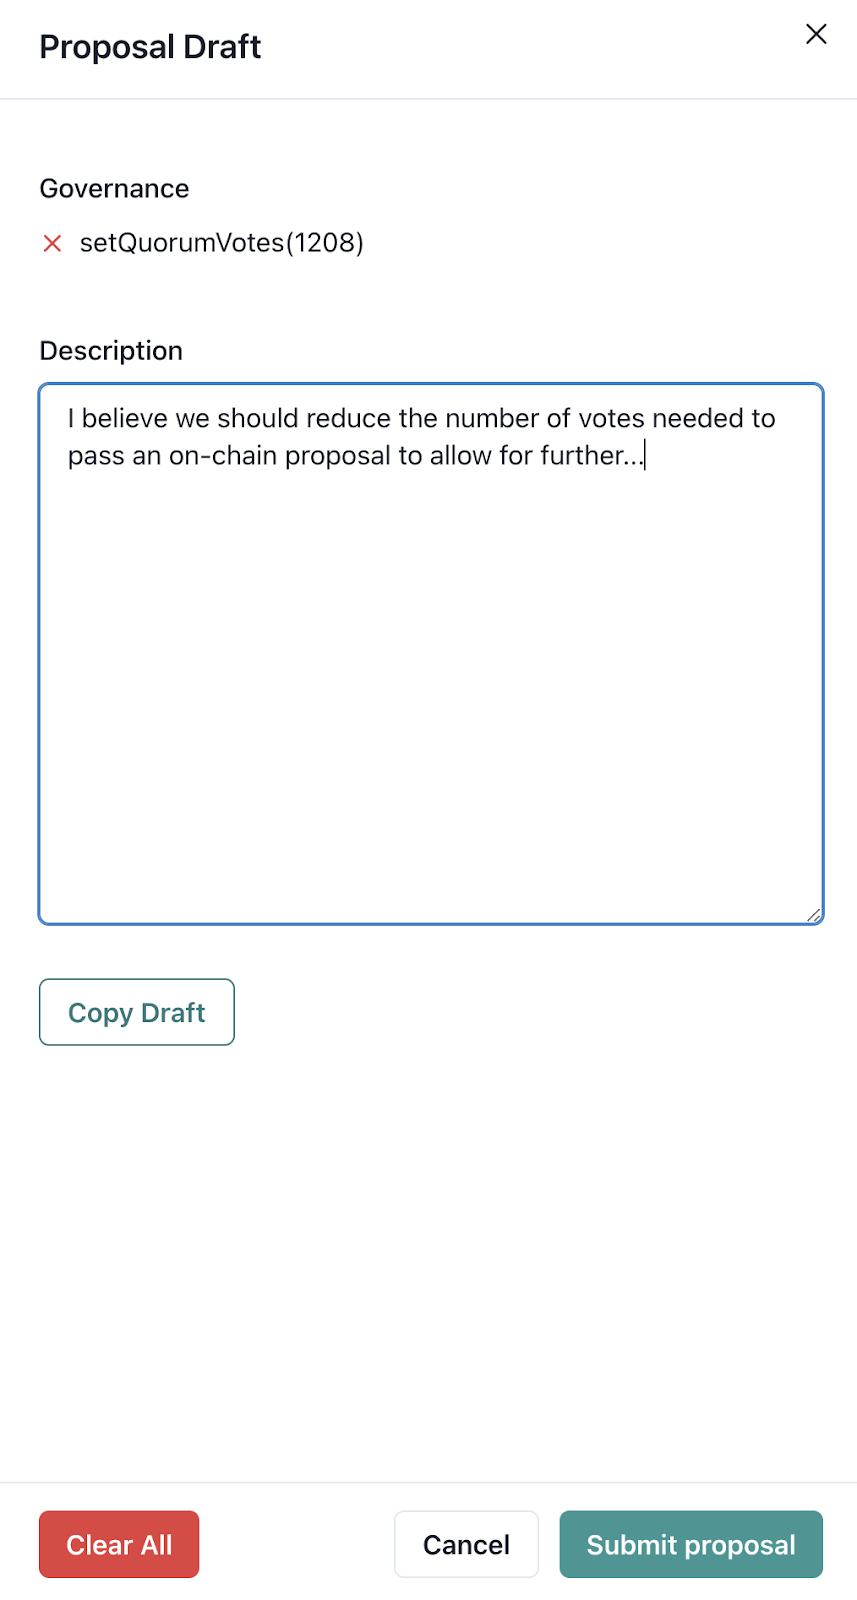 Proposal Draft
Governance
setQuorumVotes(1208)
Description
I believe we should reduce the number of votes needed to
pass an on-chain proposal to allow for further...
Copy Draft
Clear All
Cancel
Submit proposal